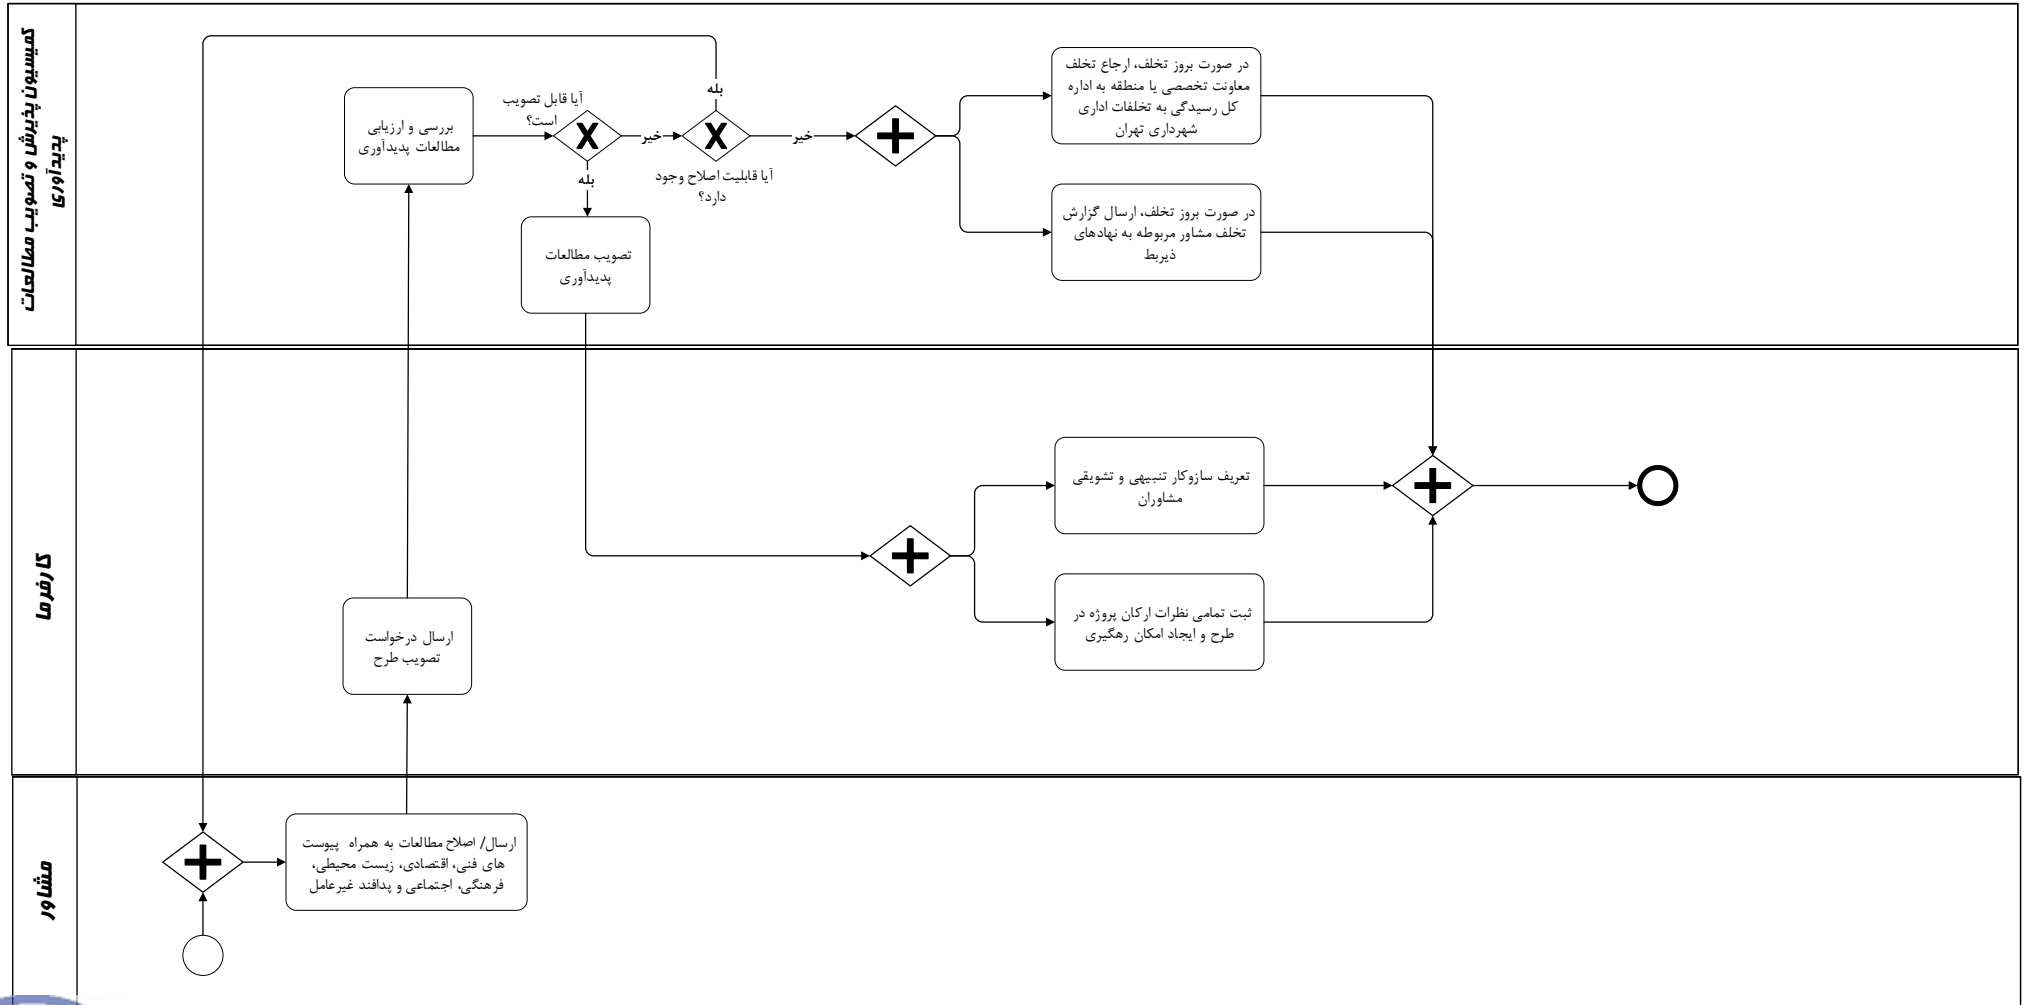 کمیسیون پذیرش و تصویب مطالعات
پدیدآوری
بررسی و ارزیابی
مطالعات پدیدآوری
آیا قابل تصویب
است؟
بله
خیر
آیا قابلیت اصلاح وجود
دارد؟
بله
خیر
تصویب مطالعات
پدیدآوری
در صورت بروز تخلف، ارجاع تخلف
معاونت تخصصی یا منطقه به اداره
کل رسیدگی به تخلفات اداری
شهرداری تهران
در صورت بروز تخلف، ارسال گزارش
تخلف مشاور مربوطه به نهادهای
ذیربط
کارفرما
ارسال درخواست
تصویب طرح
تعریف سازوکار تنبیهی و تشویقی
مشاوران
ثبت تمامی نظرات ارکان پروژه در
طرح و ایجاد امکان رهگیری
مشاور
ارسال/ اصلاح مطالعات به همراه پیوست
های فنی، اقتصادی، زیست محیطی،
فرهنگی، اجتماعی و پدافند غیرعامل